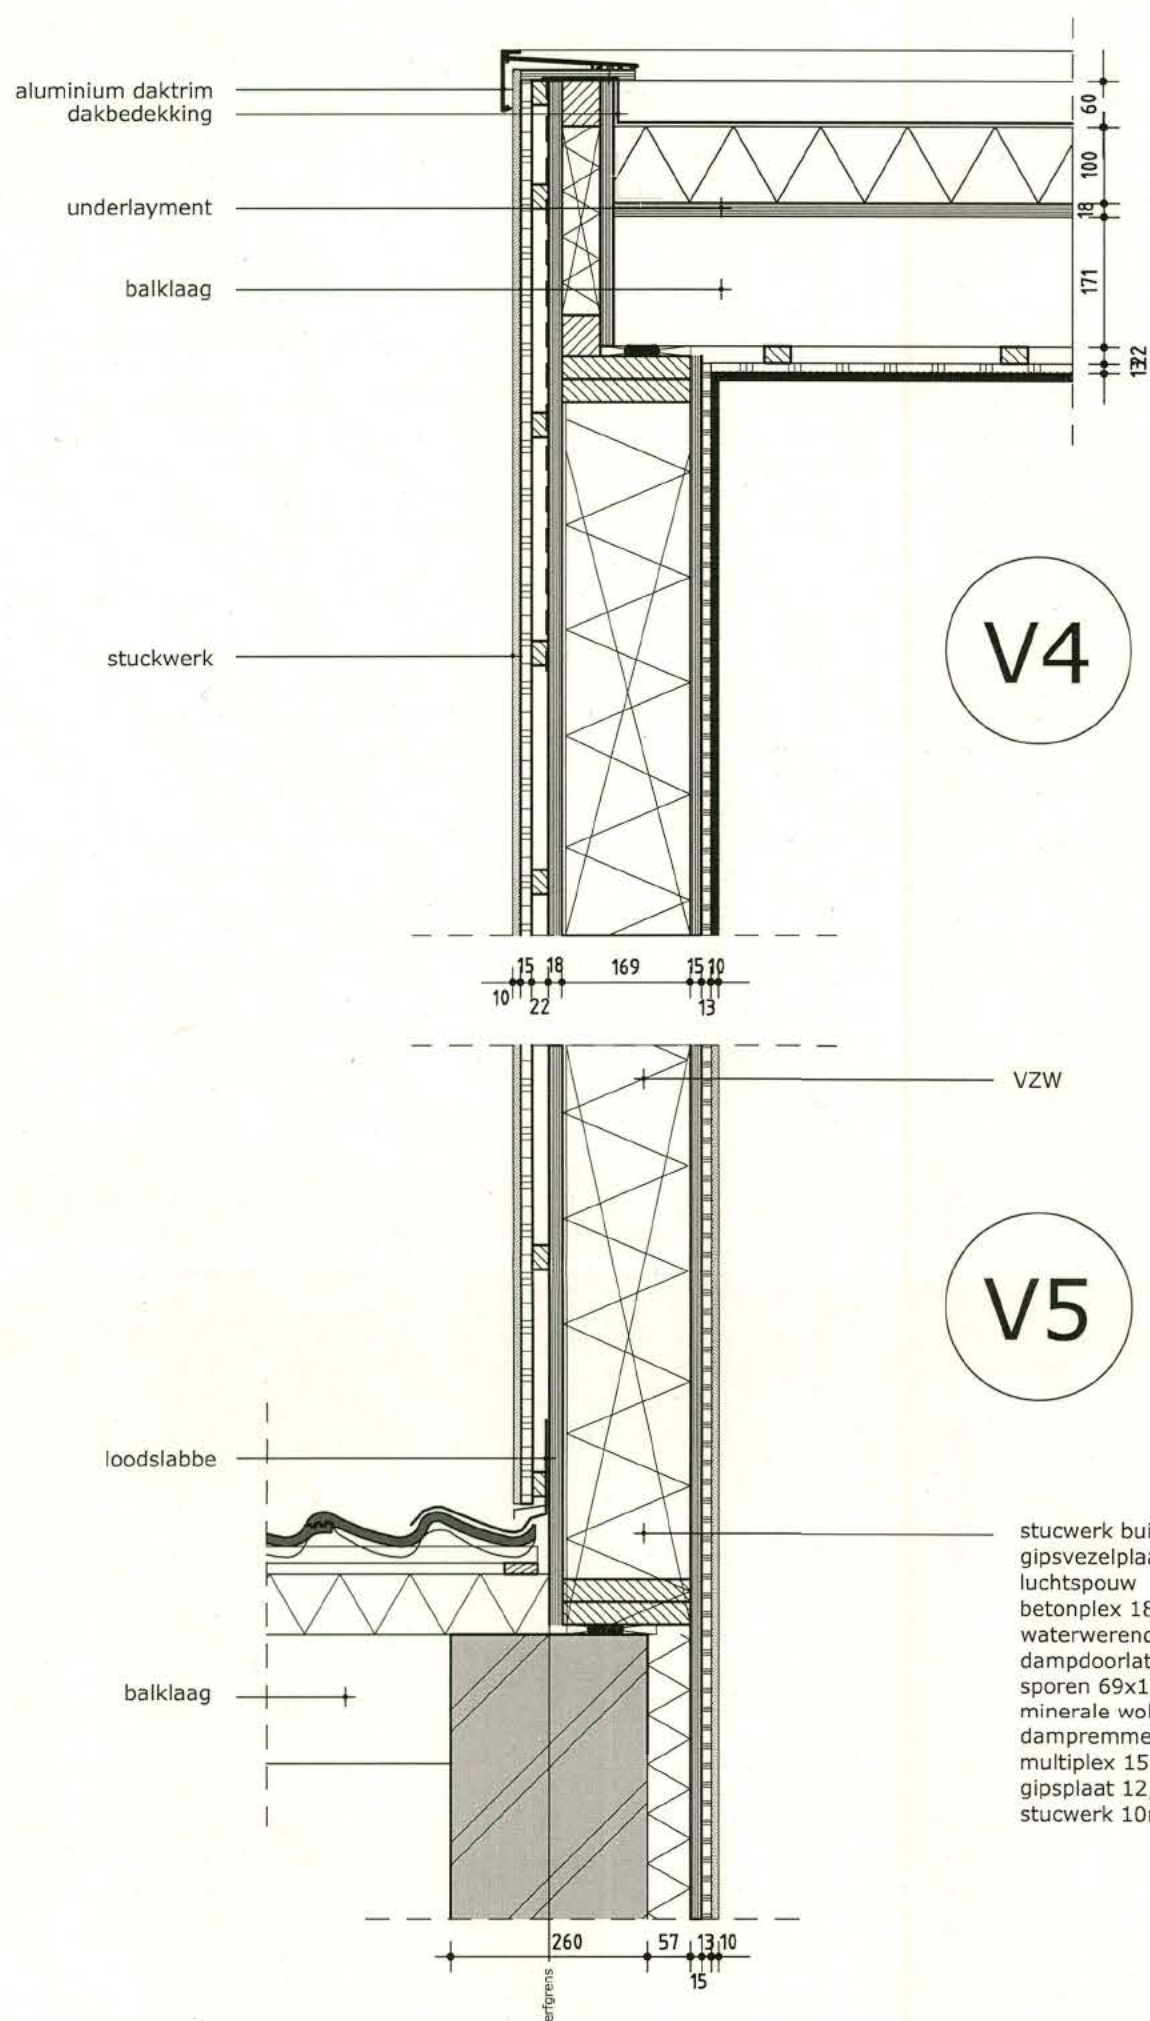 aluminium daktrim
dakbedekking
60
100
underlayment
18
balklaag
171
22
13
stuckwerk
V4
15 18 169 15 10
10 22 13
VZW
V5
loodslabbe
stucwerk bui
gipsvezelplaa
luchtspouw
betonplex 18
waterwerend
dampdoorlat
sporen 69x1
minerale wol
dampremme
multiplex 15
gipsplaat 12,
stucwerk 10
balklaag
260 57 13 10
15
erfgrens